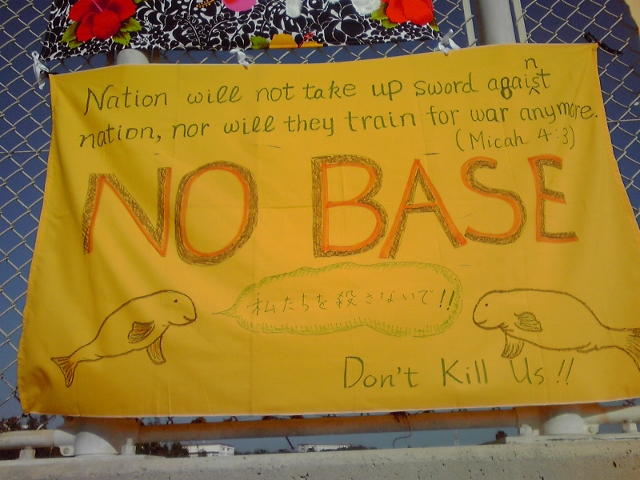 Nation will not take up sword against
nation, nor will they train for war anymore.
(Micah 4:3)
NO BASE
私たちを殺さないで!!
Don't Kill Us!!